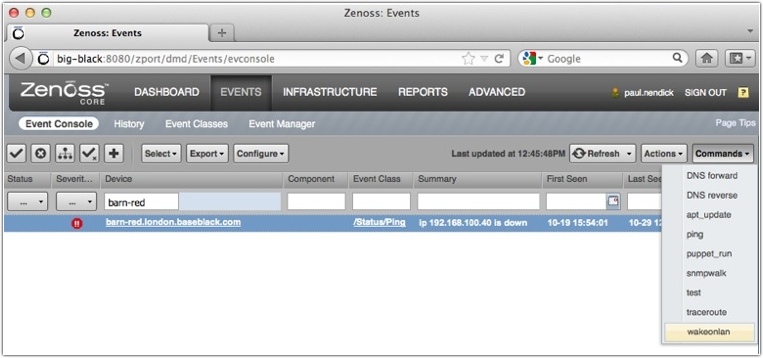 Zenoss: Events
Zenoss: Events
big-black:8080/zport/dmd/Events/evconsole
Google
Zenoss CORE
DASHBOARD EVENTS INFRASTRUCTURE REPORTS ADVANCED paul.nendick SIGN OUT ?
Event Console History Event Classes Event Manager Page Tips
Select Export Configure Last updated at 12:45:48PM Refresh Actions Commands
Status Severit... Device Component Event Class Summary First Seen Last See
... ... barn-red
barn-red.london.baseblack.com /Status/Ping ip 192.168.100.40 is down 10-19 15:54:01 10-29 12
DNS forward
DNS reverse
apt_update
ping
puppet_run
snmpwalk
test
traceroute
wakeonlan